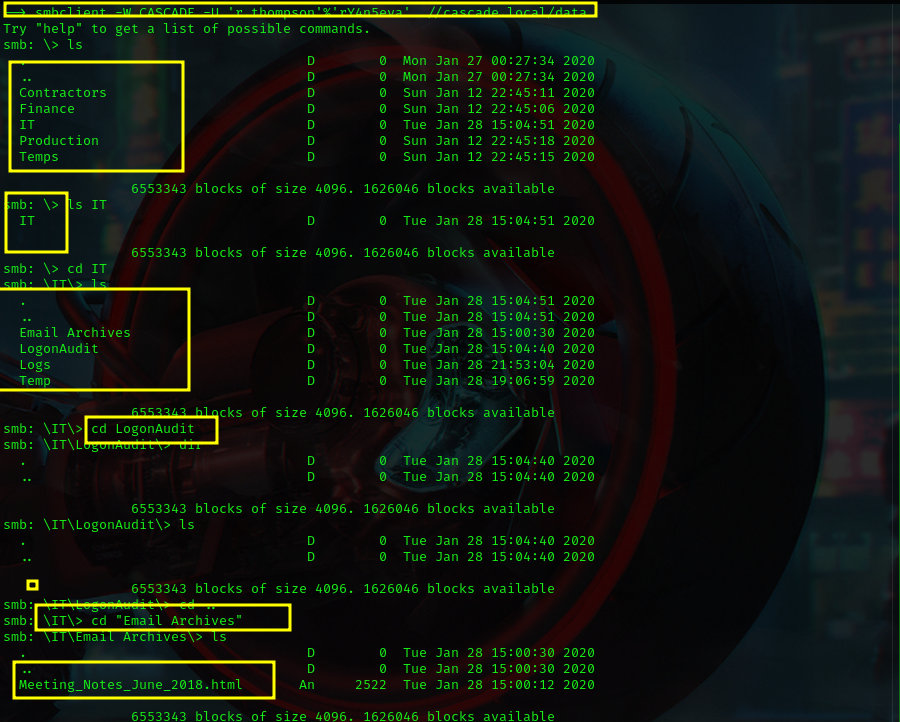 ──> smbclient -W CASCADE -U 'r.thompson'%'rY4n5eva' //cascade.local/data
Try "help" to get a list of possible commands.
smb: \> ls
. D 0 Mon Jan 27 00:27:34 2020
.. D 0 Mon Jan 27 00:27:34 2020
Contractors D 0 Sun Jan 12 22:45:11 2020
Finance D 0 Sun Jan 12 22:45:06 2020
IT D 0 Tue Jan 28 15:04:51 2020
Production D 0 Sun Jan 12 22:45:18 2020
Temps D 0 Sun Jan 12 22:45:15 2020
6553343 blocks of size 4096. 1626046 blocks available
smb: \> ls IT
IT D 0 Tue Jan 28 15:04:51 2020
6553343 blocks of size 4096. 1626046 blocks available
smb: \> cd IT
smb: \IT\> ls
. D 0 Tue Jan 28 15:04:51 2020
.. D 0 Tue Jan 28 15:04:51 2020
Email Archives D 0 Tue Jan 28 15:00:30 2020
LogonAudit D 0 Tue Jan 28 15:04:40 2020
Logs D 0 Tue Jan 28 21:53:04 2020
Temp D 0 Tue Jan 28 19:06:59 2020
6553343 blocks of size 4096. 1626046 blocks available
smb: \IT\> cd LogonAudit
smb: \IT\LogonAudit\> dir
. D 0 Tue Jan 28 15:04:40 2020
.. D 0 Tue Jan 28 15:04:40 2020
6553343 blocks of size 4096. 1626046 blocks available
smb: \IT\LogonAudit\> ls
. D 0 Tue Jan 28 15:04:40 2020
.. D 0 Tue Jan 28 15:04:40 2020
6553343 blocks of size 4096. 1626046 blocks available
smb: \IT\LogonAudit\> cd ..
smb: \IT\> cd "Email Archives"
smb: \IT\Email Archives\> ls
. D 0 Tue Jan 28 15:00:30 2020
.. D 0 Tue Jan 28 15:00:30 2020
Meeting_Notes_June_2018.html An 2522 Tue Jan 28 15:00:12 2020
6553343 blocks of size 4096. 1626046 blocks available